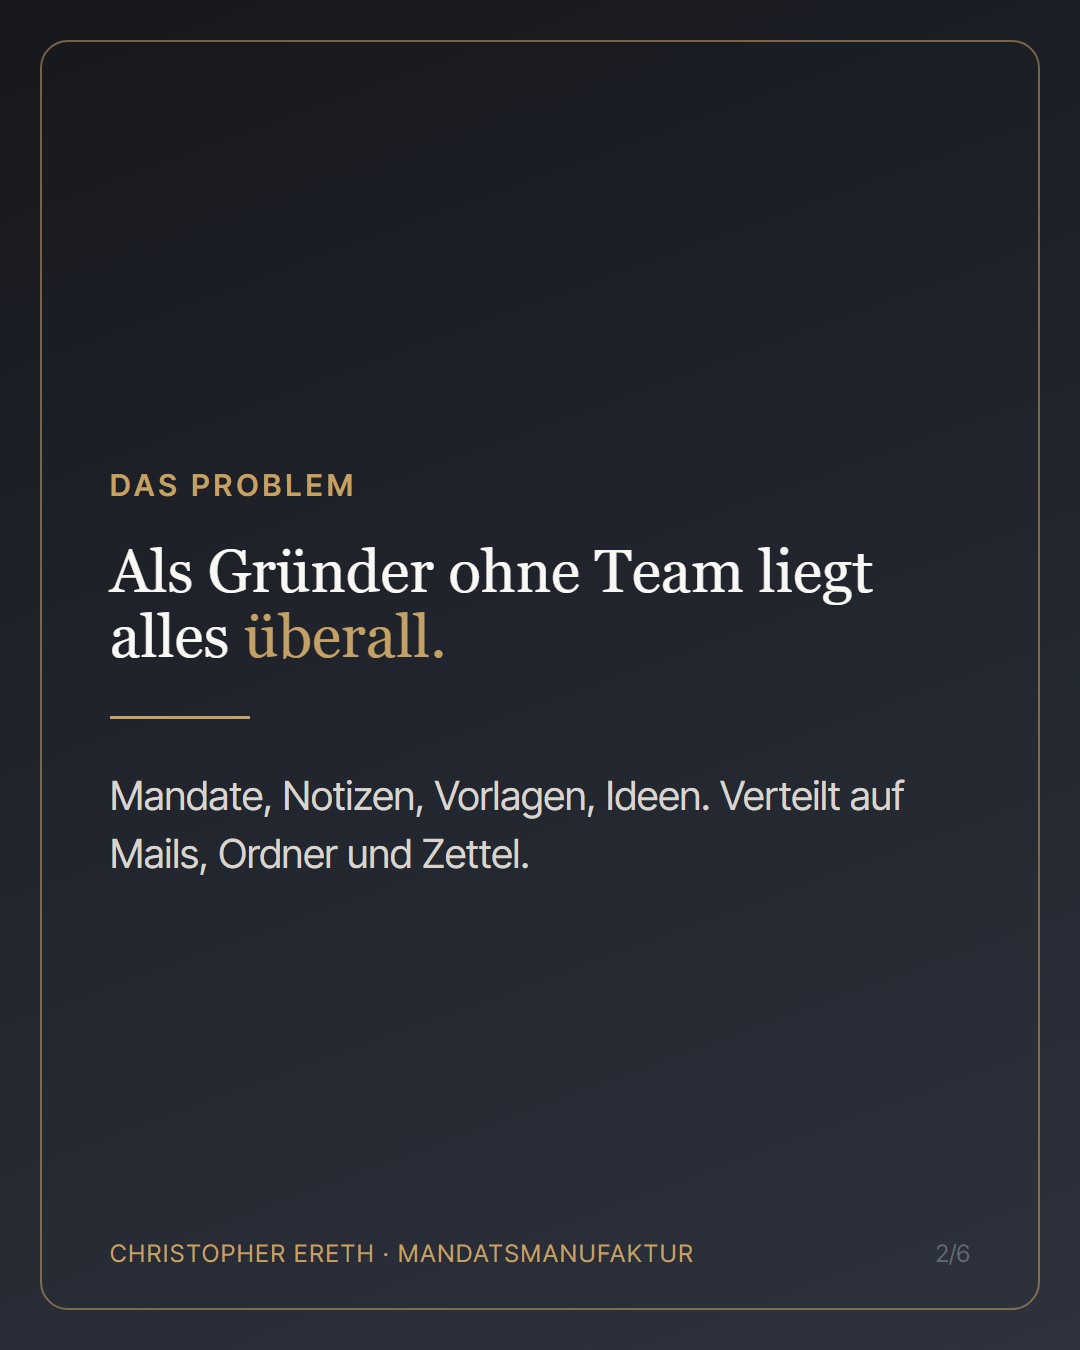 DAS PROBLEM
Als Gründer ohne Team liegt
alles überall.
Mandate, Notizen, Vorlagen, Ideen. Verteilt auf
Mails, Ordner und Zettel.
CHRISTOPHER ERETH · MANDATSMANUFAKTUR
2/6